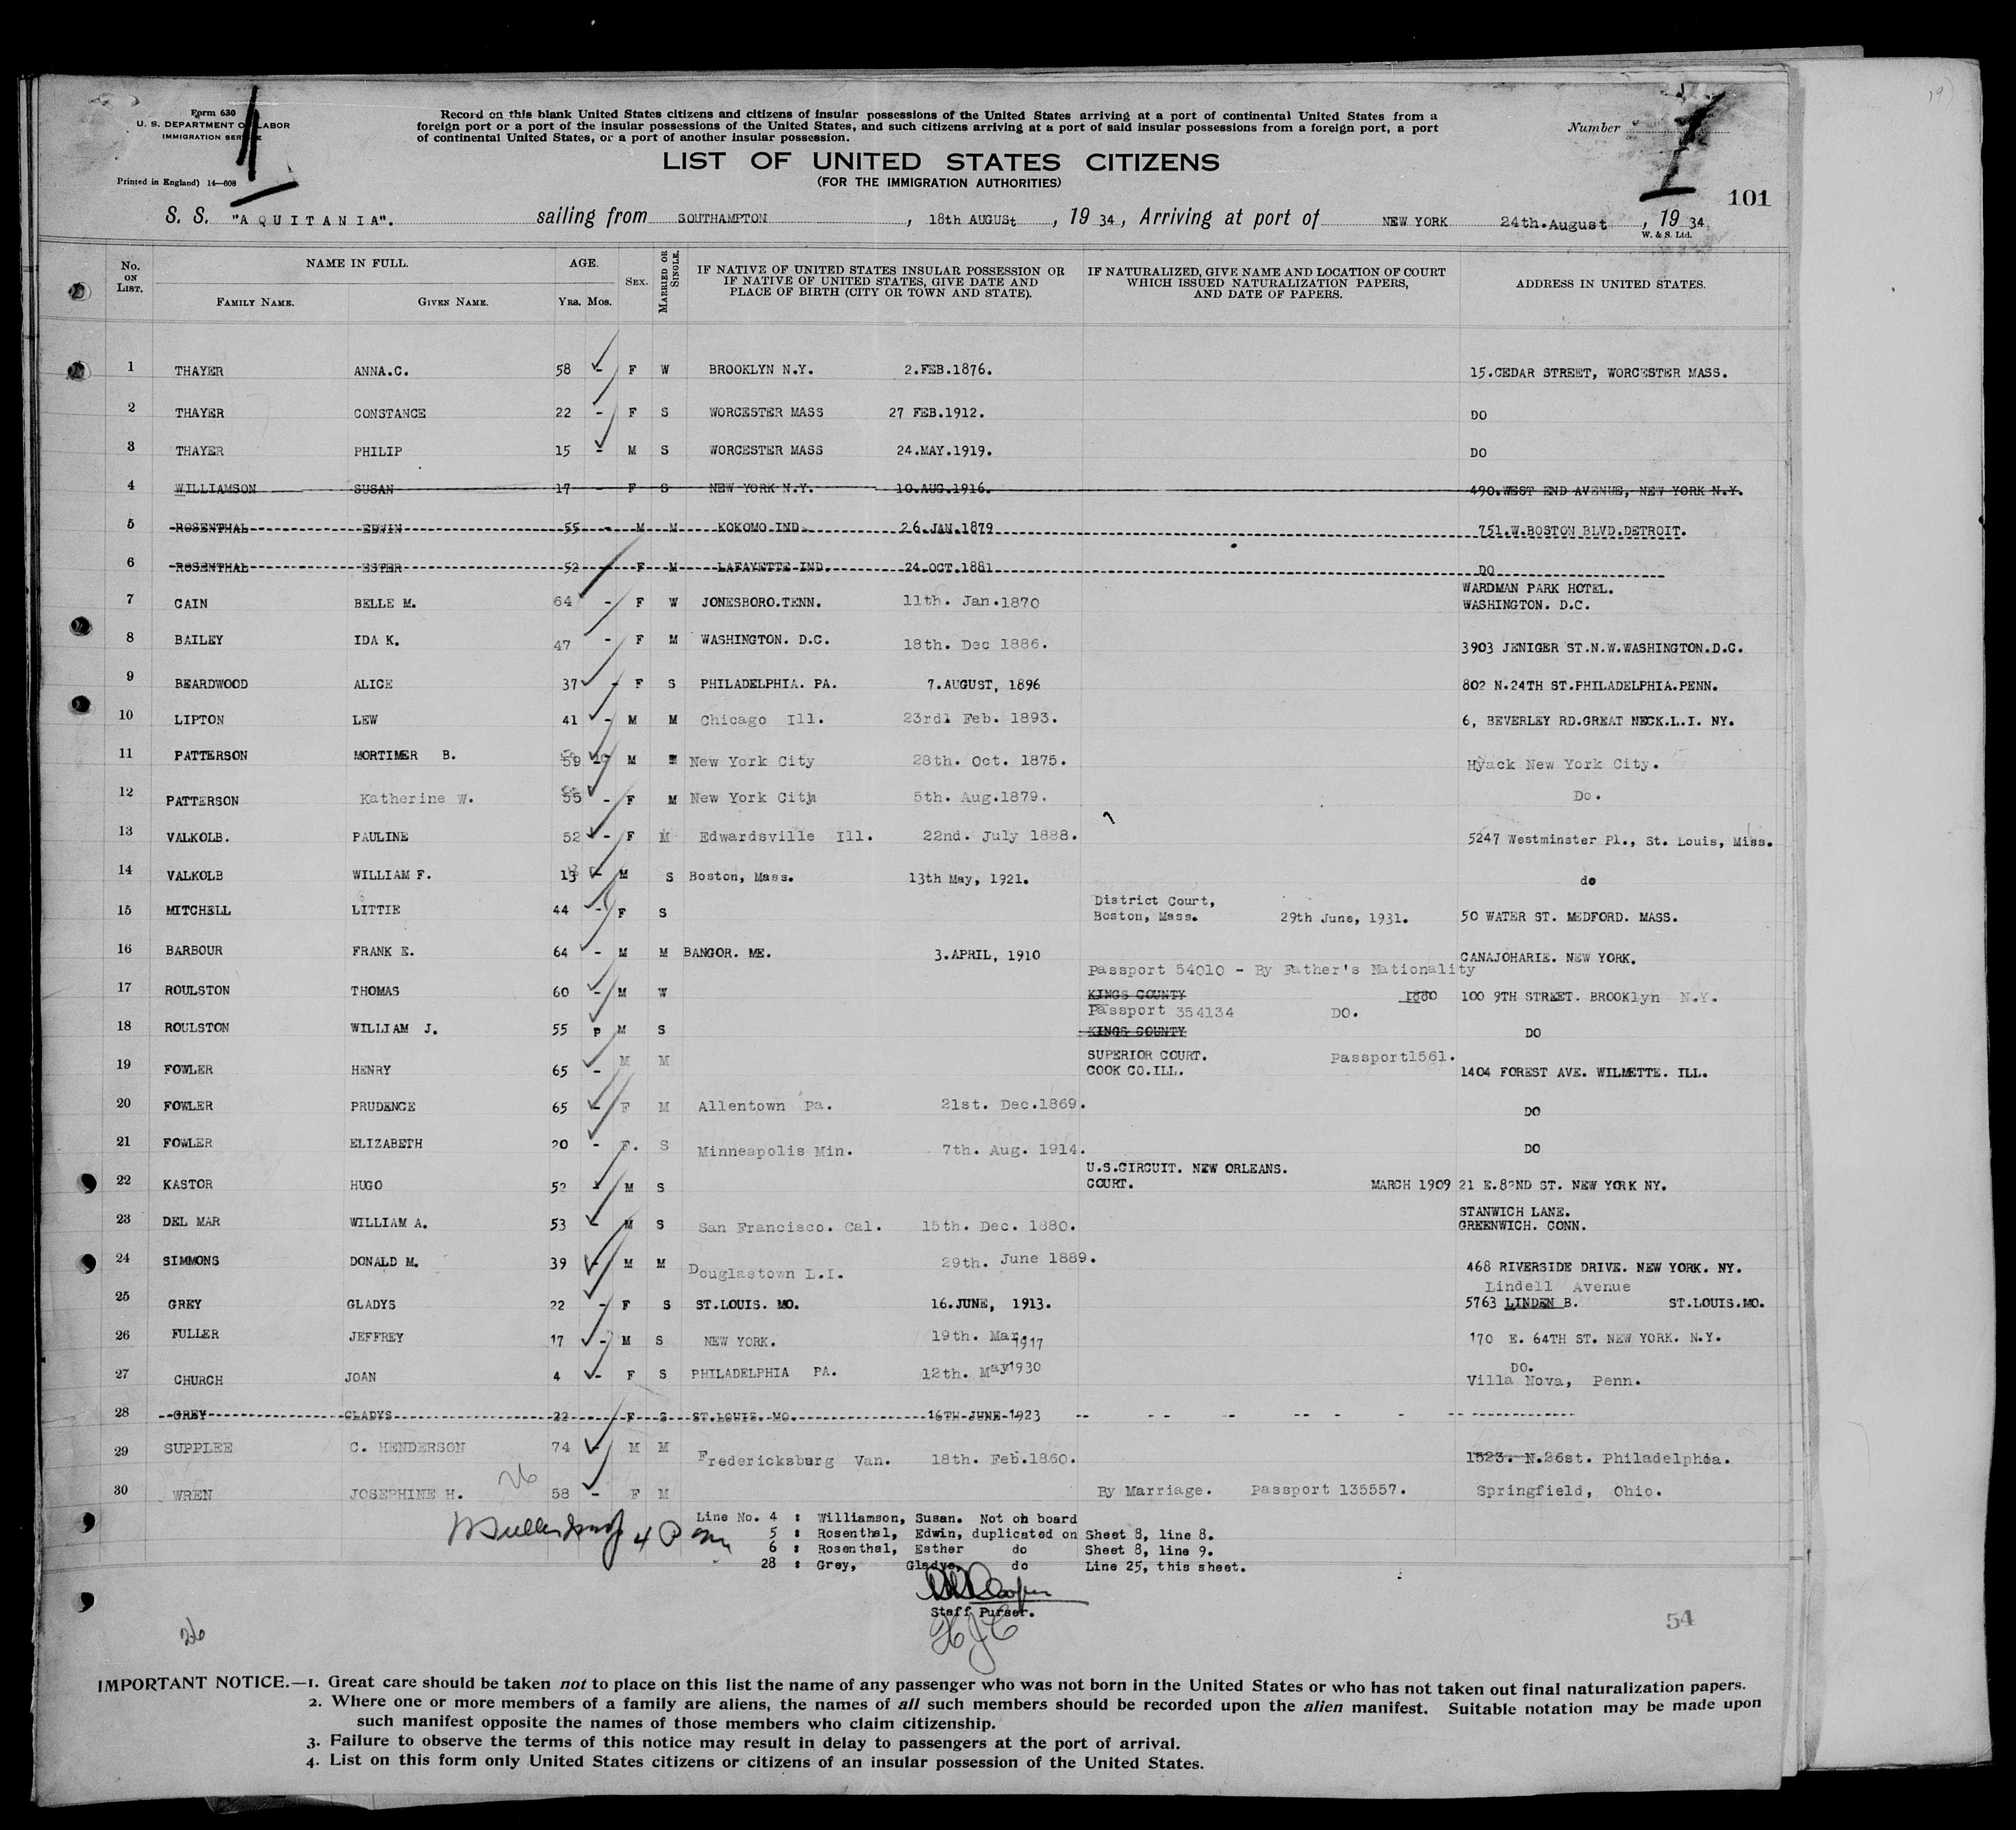 Form 630
U. S. DEPARTMENT OF LABOR
IMMIGRATION SERVICE
Printed in England) 14—608
Record on this blank United States citizens and citizens of insular possessions of the United States arriving at a port of continental United States from a
foreign port or a port of the insular possessions of the United States, and such citizens arriving at a port of said insular possessions from a foreign port, a port
of continental United States, or a port of another insular possession.
Number
LIST OF UNITED STATES CITIZENS
(FOR THE IMMIGRATION AUTHORITIES)
101
S. S. "AQUITANIA". sailing from SOUTHAMPTON, 18th AUGUSt, 19 34, Arriving at port of NEW YORK 24th.August, 19 34
W. & S. Ltd.
No. ON LIST. NAME IN FULL. FAMILY NAME. GIVEN NAME. AGE. YRS. MOS. SEX. MARRIED OR SINGLE. IF NATIVE OF UNITED STATES INSULAR POSSESSION OR IF NATIVE OF UNITED STATES, GIVE DATE AND PLACE OF BIRTH (CITY OR TOWN AND STATE). IF NATURALIZED, GIVE NAME AND LOCATION OF COURT WHICH ISSUED NATURALIZATION PAPERS, AND DATE OF PAPERS. ADDRESS IN UNITED STATES.
1 THAYER ANNA.C. 58 - F W BROOKLYN N.Y. 2.FEB.1876. 15.CEDAR STREET, WORCESTER MASS.
2 THAYER CONSTANCE 22 - F S WORCESTER MASS 27 FEB.1912. DO
3 THAYER PHILIP 15 - M S WORCESTER MASS 24.MAY.1919. DO
4 WILLIAMSON SUSAN 17 - F S NEW YORK N.Y. 10.AUG.1916. 490.WEST END AVENUE, NEW YORK N.Y.
5 ROSENTHAL EDWIN 55 - M M KOKOMO IND. 26.JAN.1879 751.W.BOSTON BLVD.DETROIT.
6 ROSENTHAL ESTER 52 F M LAFAYETTE IND. 24.OCT.1881 DO
7 CAIN BELLE M. 64 - F W JONESBORO.TENN. 11th. Jan.1870 WARDMAN PARK HOTEL.
WASHINGTON. D.C.
8 BAILEY IDA K. 47 - F M WASHINGTON. D.C. 18th. Dec 1886. 3903 JENIGER ST.N.W.WASHINGTON.D.C.
9 BEARDWOOD ALICE 37 - F S PHILADELPHIA. PA. 7.AUGUST, 1896 802 N.24TH ST.PHILADELPHIA.PENN.
10 LIPTON LEW 41 - M M Chicago Ill. 23rd. Feb. 1893. 6, BEVERLEY RD.GREAT NECK.L.I. NY.
11 PATTERSON MORTIMER B. 59 M M New York City 28th. Oct. 1875. Hyack New York City.
12 PATTERSON Katherine W. 55 - F M New York City 5th. Aug.1879. Do.
13 VALKOLB. PAULINE 52 - F M Edwardsville Ill. 22nd. July 1888. 5247 Westminster Pl., St. Louis, Miss.
14 VALKOLB WILLIAM F. 13 - M S Boston, Mass. 13th May, 1921. do
15 MITCHELL LITTIE 44 - F S District Court,
Boston, Mass. 29th June, 1931. 50 WATER ST. MEDFORD. MASS.
16 BARBOUR FRANK E. 64 - M M BANGOR. ME. 3.APRIL, 1910 CANAJOHARIE. NEW YORK.
Passport 54010 - By Father's Nationality
17 ROULSTON THOMAS 60 - M W KINGS COUNTY 1880 100 9TH STREET. BROOKlyn N.Y.
Passport 354134 DO.
18 ROULSTON WILLIAM J. 55 p M S KINGS COUNTY DO
19 FOWLER HENRY 65 - M M SUPERIOR COURT. Passport1561.
COOK CO.ILL. 1404 FOREST AVE. WILMETTE. ILL.
20 FOWLER PRUDENCE 65 - F M Allentown Pa. 21st. Dec.1869. DO
21 FOWLER ELIZABETH 20 - F. S Minneapolis Min. 7th. Aug. 1914. DO
U.S.CIRCUIT. NEW ORLEANS.
22 KASTOR HUGO 52 - M S COURT. MARCH 1909 21 E.82ND ST. NEW YORK NY.
23 DEL MAR WILLIAM A. 53 - M S San Francisco. Cal. 15th. Dec. 1880. STANWICH LANE.
GREENWICH. CONN.
24 SIMMONS DONALD M. 39 - M M Douglastown L.I. 29th. June 1889. 468 RIVERSIDE DRIVE. NEW YORK. NY.
Lindell Avenue
25 GREY GLADYS 22 - F S ST.LOUIS. MO. 16.JUNE, 1913. 5763 LINDEN B. ST.LOUIS.MO.
26 FULLER JEFFREY 17 - M S NEW YORK. 19th. Mar.1917 170 E. 64TH ST. NEW YORK. N.Y.
27 CHURCH JOAN 4 - F S PHILADELPHIA PA. 12th. May1930 DO.
Villa Nova, Penn.
28 GREY GLADYS 22 - F S ST.LOUIS. MO. 16TH JUNE 1923
29 SUPPLEE C. HENDERSON 74 - M M Fredericksburg Van. 18th. Feb.1860. 1523. N.26st. Philadelphia.
30 WREN JOSEPHINE H. 26 58 - F M By Marriage. Passport 135557. Springfield, Ohio.
Line No. 4 : Williamson, Susan. Not on board
5 : Rosenthal, Edwin, duplicated on Sheet 8, line 8.
6 : Rosenthal, Esther do Sheet 8, line 9.
28 : Grey, Gladys do Line 25, this sheet.
Staff Purser.
HJC
26
54
IMPORTANT NOTICE.—1. Great care should be taken not to place on this list the name of any passenger who was not born in the United States or who has not taken out final naturalization papers.
2. Where one or more members of a family are aliens, the names of all such members should be recorded upon the alien manifest. Suitable notation may be made upon
such manifest opposite the names of those members who claim citizenship.
3. Failure to observe the terms of this notice may result in delay to passengers at the port of arrival.
4. List on this form only United States citizens or citizens of an insular possession of the United States.